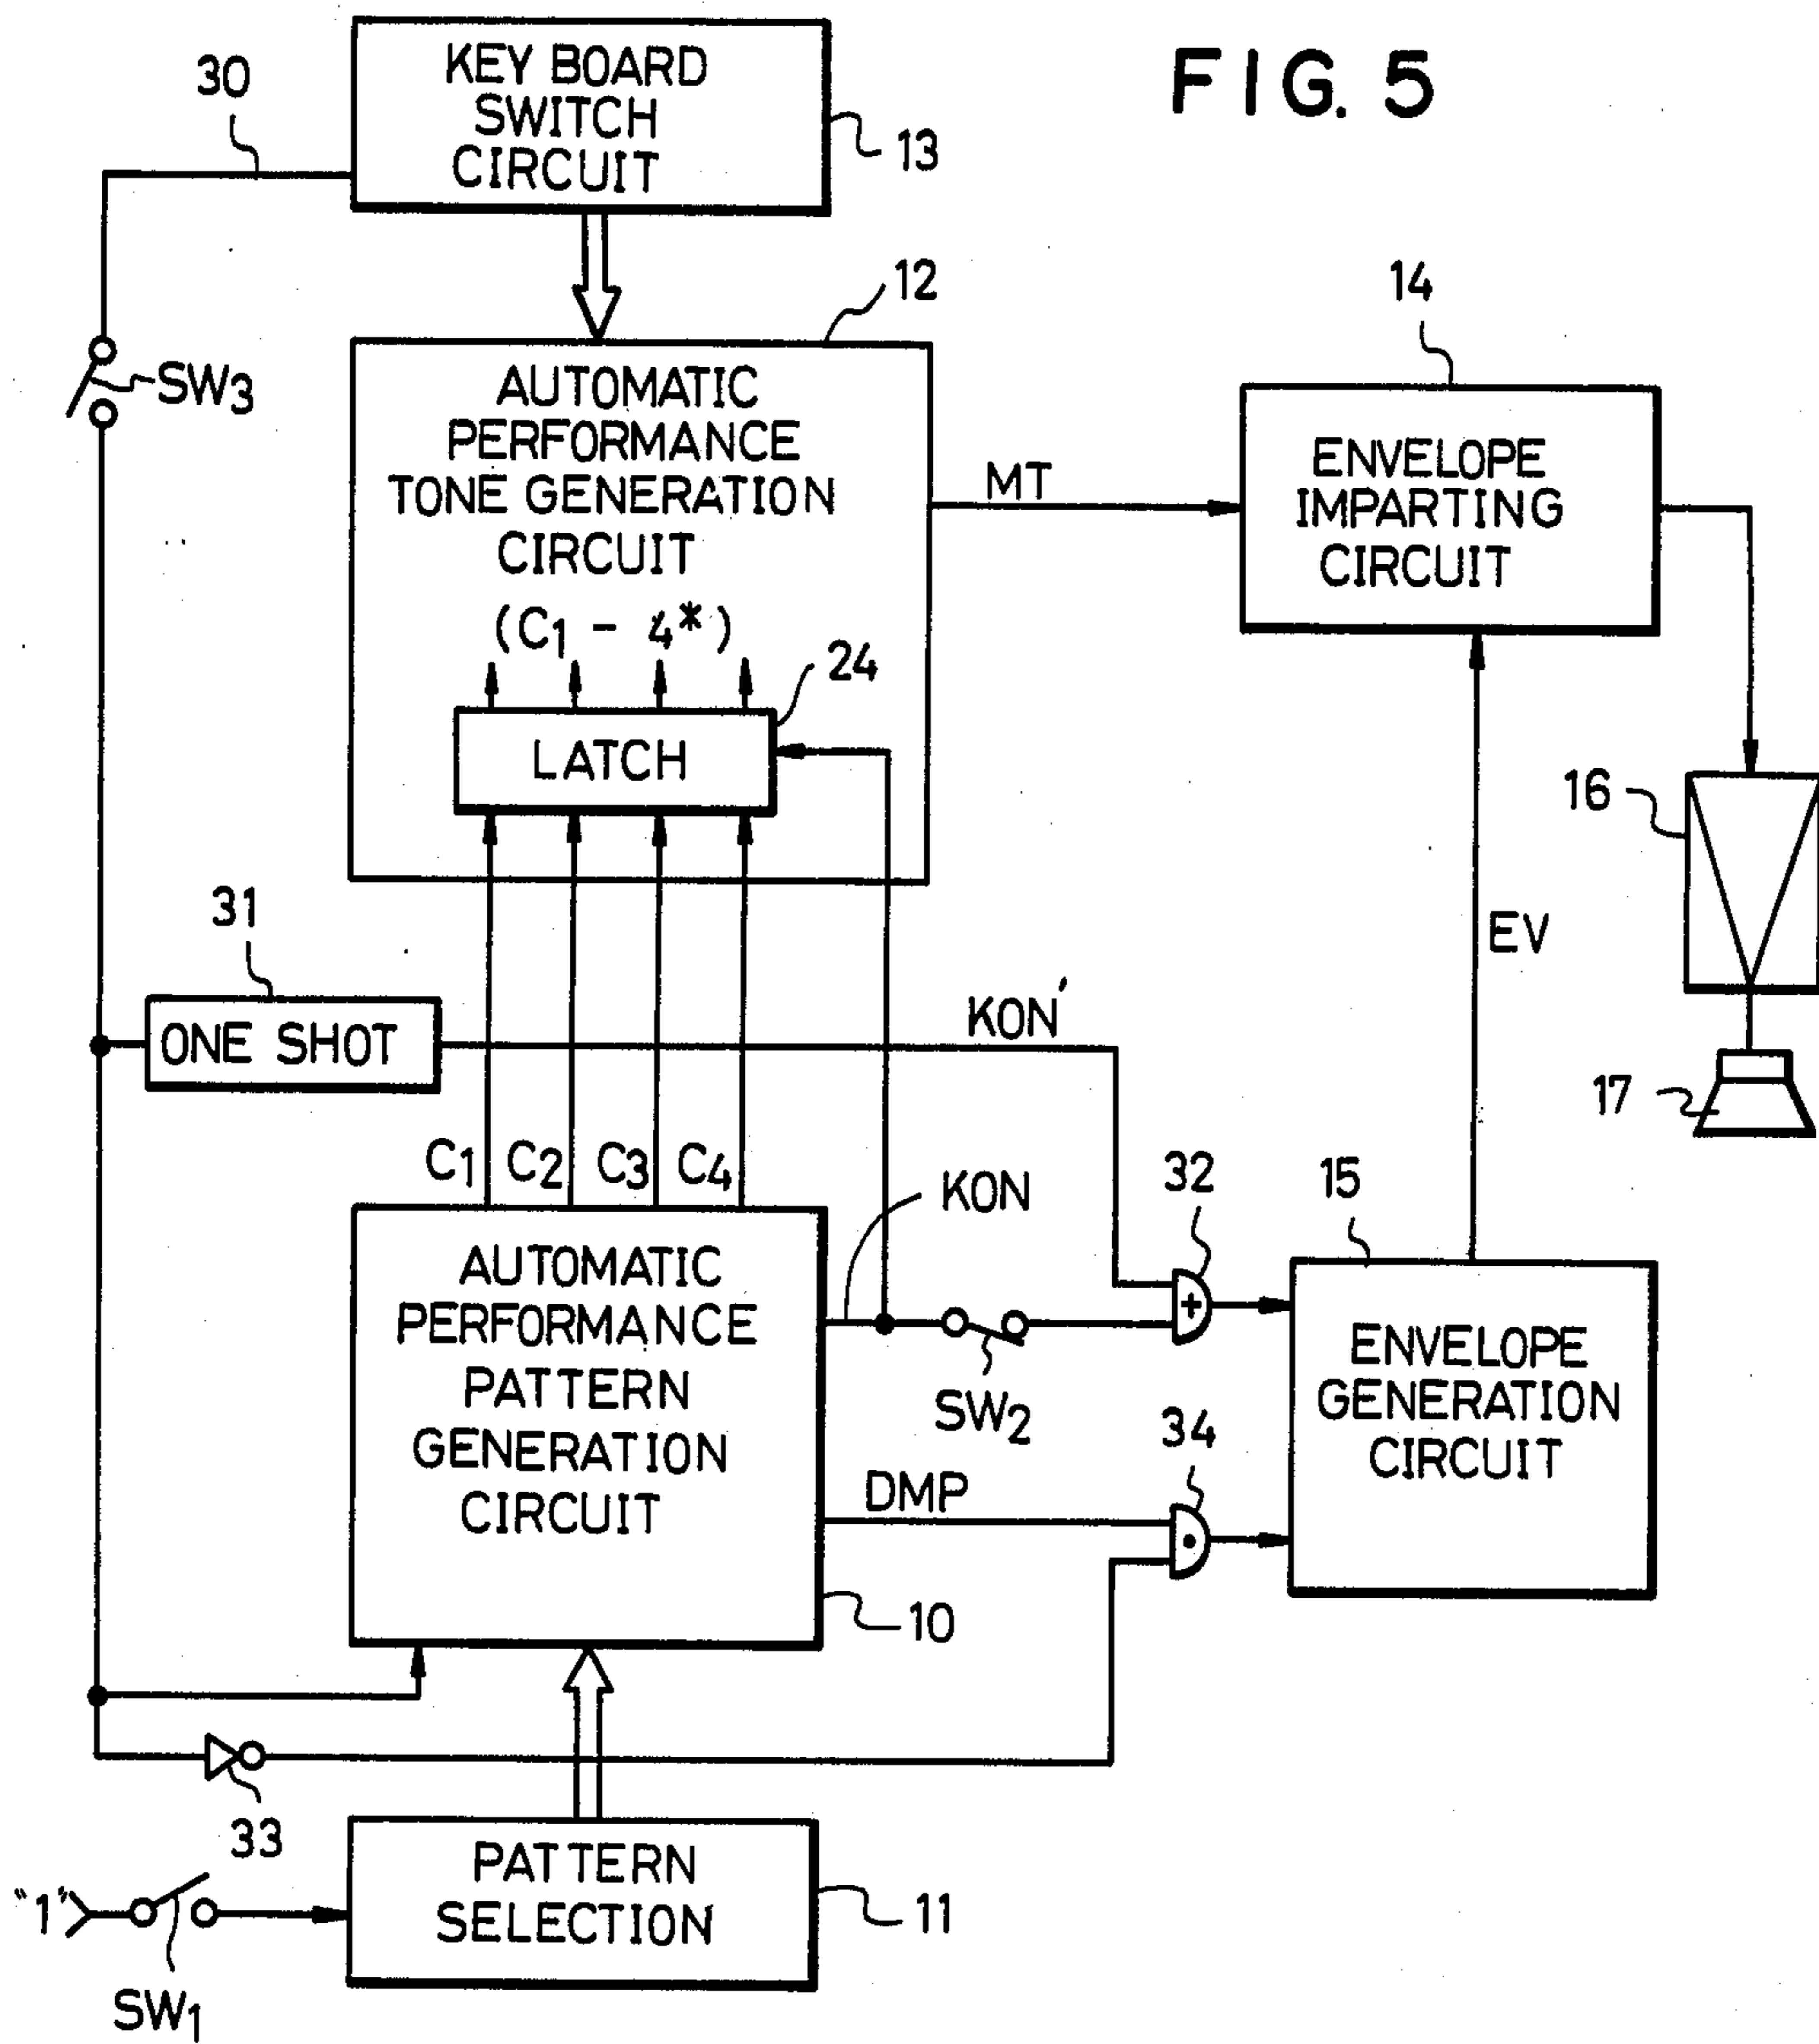 FIG. 5
KEY BOARD
SWITCH
CIRCUIT
30
13
12
AUTOMATIC
PERFORMANCE
TONE GENERATION
CIRCUIT
(C1 - 4*)
24
LATCH
SW3
MT
14
ENVELOPE
IMPARTING
CIRCUIT
16
17
EV
31
ONE SHOT
KON'
C1
C2
C3
C4
KON
32
15
AUTOMATIC
PERFORMANCE
PATTERN
GENERATION
CIRCUIT
SW2
ENVELOPE
GENERATION
CIRCUIT
34
DMP
10
33
"1"
SW1
PATTERN
SELECTION
11